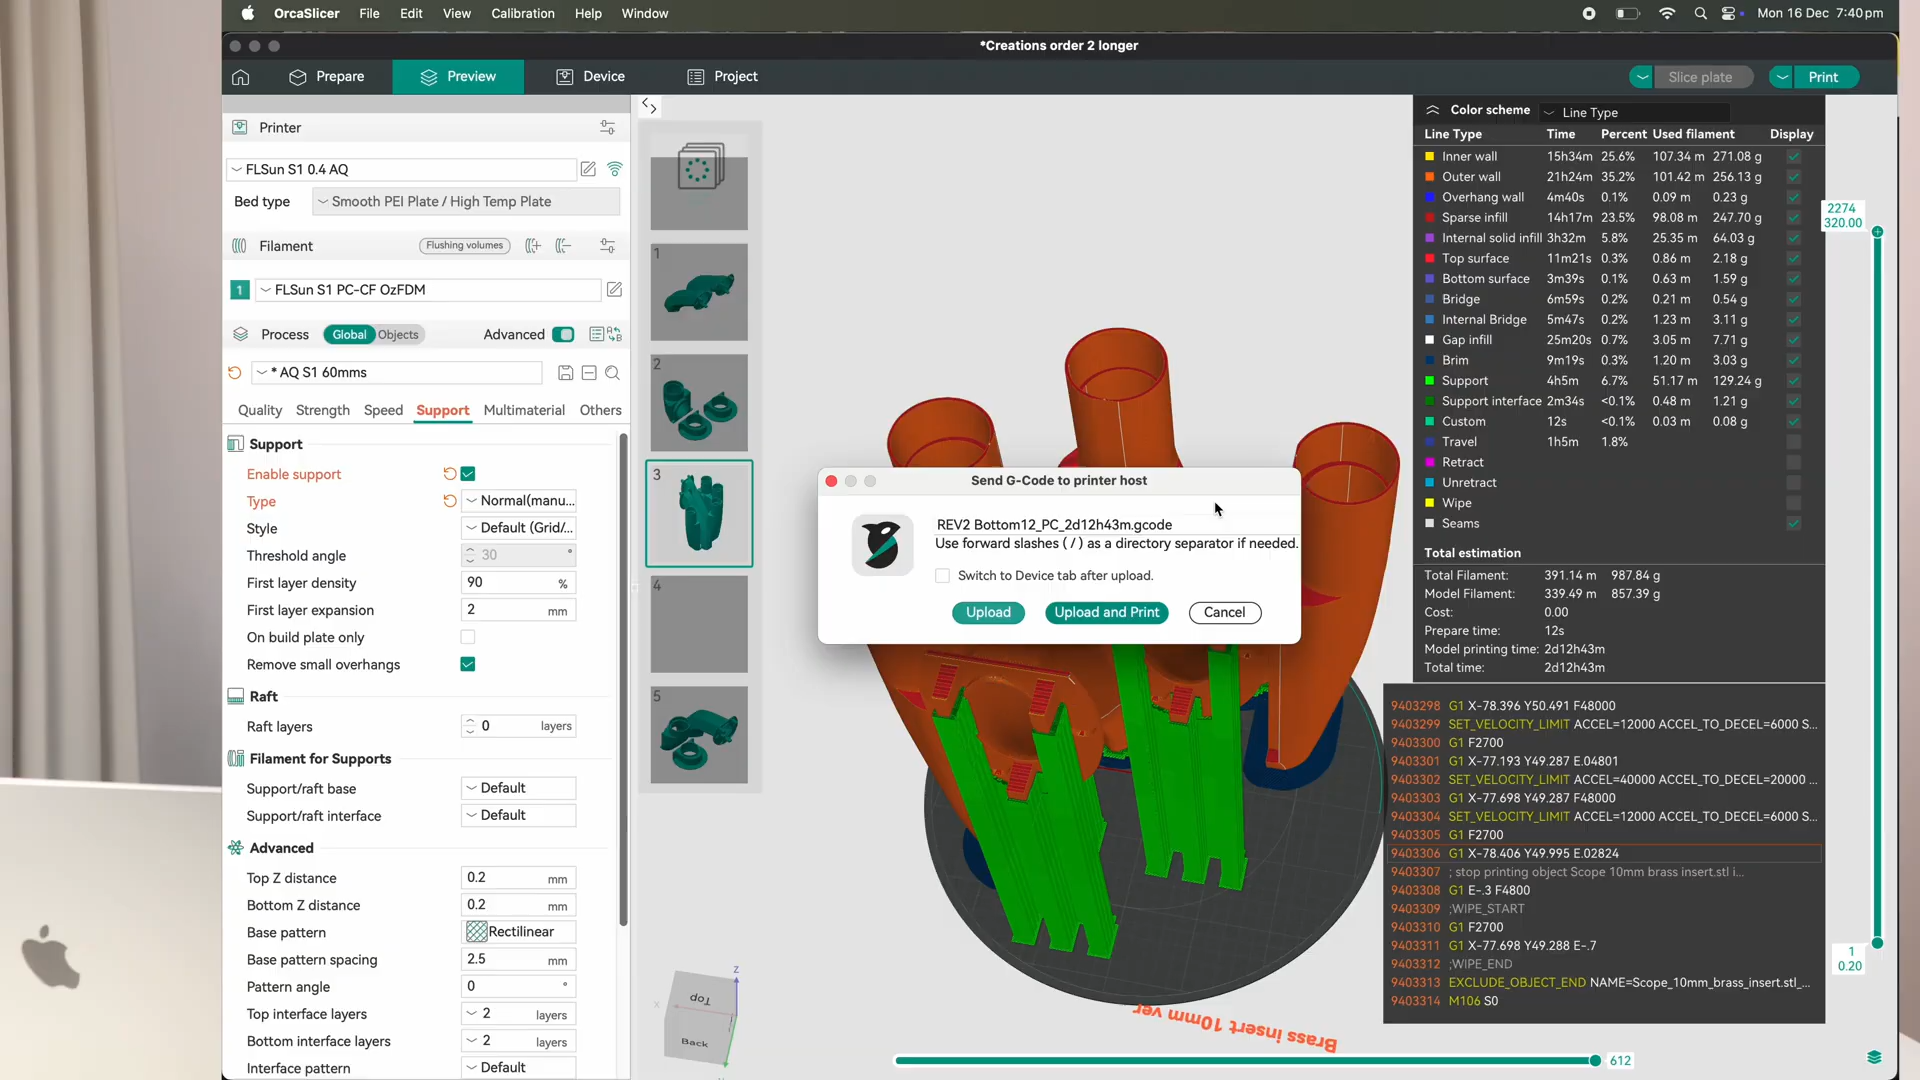 OrcaSlicer File Edit View Calibration Help Window
Mon 16 Dec 7:40 pm
*Creations order 2 longer
Prepare Preview Device Project
Slice plate Print
Printer
FLSun S1 0.4 AQ
Bed type Smooth PEI Plate / High Temp Plate
Filament Flushing volumes
1 FLSun S1 PC-CF OzFDM
Process Global Objects Advanced
* AQ S1 60mms
Quality Strength Speed Support Multimaterial Others
Support
Enable support
Type Normal(manu...
Style Default (Grid/...
Threshold angle 30 °
First layer density 90 %
First layer expansion 2 mm
On build plate only
Remove small overhangs
Raft
Raft layers 0 layers
Filament for Supports
Support/raft base Default
Support/raft interface Default
Advanced
Top Z distance 0.2 mm
Bottom Z distance 0.2 mm
Base pattern Rectilinear
Base pattern spacing 2.5 mm
Pattern angle 0 °
Top interface layers 2 layers
Bottom interface layers 2 layers
Interface pattern Default
1
2
3
4
5
Send G-Code to printer host
REV2 Bottom12_PC_2d12h43m.gcode
Use forward slashes ( / ) as a directory separator if needed.
Switch to Device tab after upload.
Upload Upload and Print Cancel
Brass insert 10mm ver
Top
Back
Z
X
612
Color scheme Line Type
Line Type Time Percent Used filament Display
Inner wall 15h34m 25.6% 107.34 m 271.08 g
Outer wall 21h24m 35.2% 101.42 m 256.13 g
Overhang wall 4m40s 0.1% 0.09 m 0.23 g
Sparse infill 14h17m 23.5% 98.08 m 247.70 g
Internal solid infill 3h32m 5.8% 25.35 m 64.03 g
Top surface 11m21s 0.3% 0.86 m 2.18 g
Bottom surface 3m39s 0.1% 0.63 m 1.59 g
Bridge 6m59s 0.2% 0.21 m 0.54 g
Internal Bridge 5m47s 0.2% 1.23 m 3.11 g
Gap infill 25m20s 0.7% 3.05 m 7.71 g
Brim 9m19s 0.3% 1.20 m 3.03 g
Support 4h5m 6.7% 51.17 m 129.24 g
Support interface 2m34s <0.1% 0.48 m 1.21 g
Custom 12s <0.1% 0.03 m 0.08 g
Travel 1h5m 1.8%
Retract
Unretract
Wipe
Seams
Total estimation
Total Filament: 391.14 m 987.84 g
Model Filament: 339.49 m 857.39 g
Cost: 0.00
Prepare time: 12s
Model printing time: 2d12h43m
Total time: 2d12h43m
2274
320.00
1
0.20
9403298 G1 X-78.396 Y50.491 F48000
9403299 SET_VELOCITY_LIMIT ACCEL=12000 ACCEL_TO_DECEL=6000 S...
9403300 G1 F2700
9403301 G1 X-77.193 Y49.287 E.04801
9403302 SET_VELOCITY_LIMIT ACCEL=40000 ACCEL_TO_DECEL=20000 ...
9403303 G1 X-77.698 Y49.287 F48000
9403304 SET_VELOCITY_LIMIT ACCEL=12000 ACCEL_TO_DECEL=6000 S...
9403305 G1 F2700
9403306 G1 X-78.406 Y49.995 E.02824
9403307 ; stop printing object Scope 10mm brass insert.stl i...
9403308 G1 E-.3 F4800
9403309 ;WIPE_START
9403310 G1 F2700
9403311 G1 X-77.698 Y49.288 E-.7
9403312 ;WIPE_END
9403313 EXCLUDE_OBJECT_END NAME=Scope_10mm_brass_insert.stl_...
9403314 M106 S0